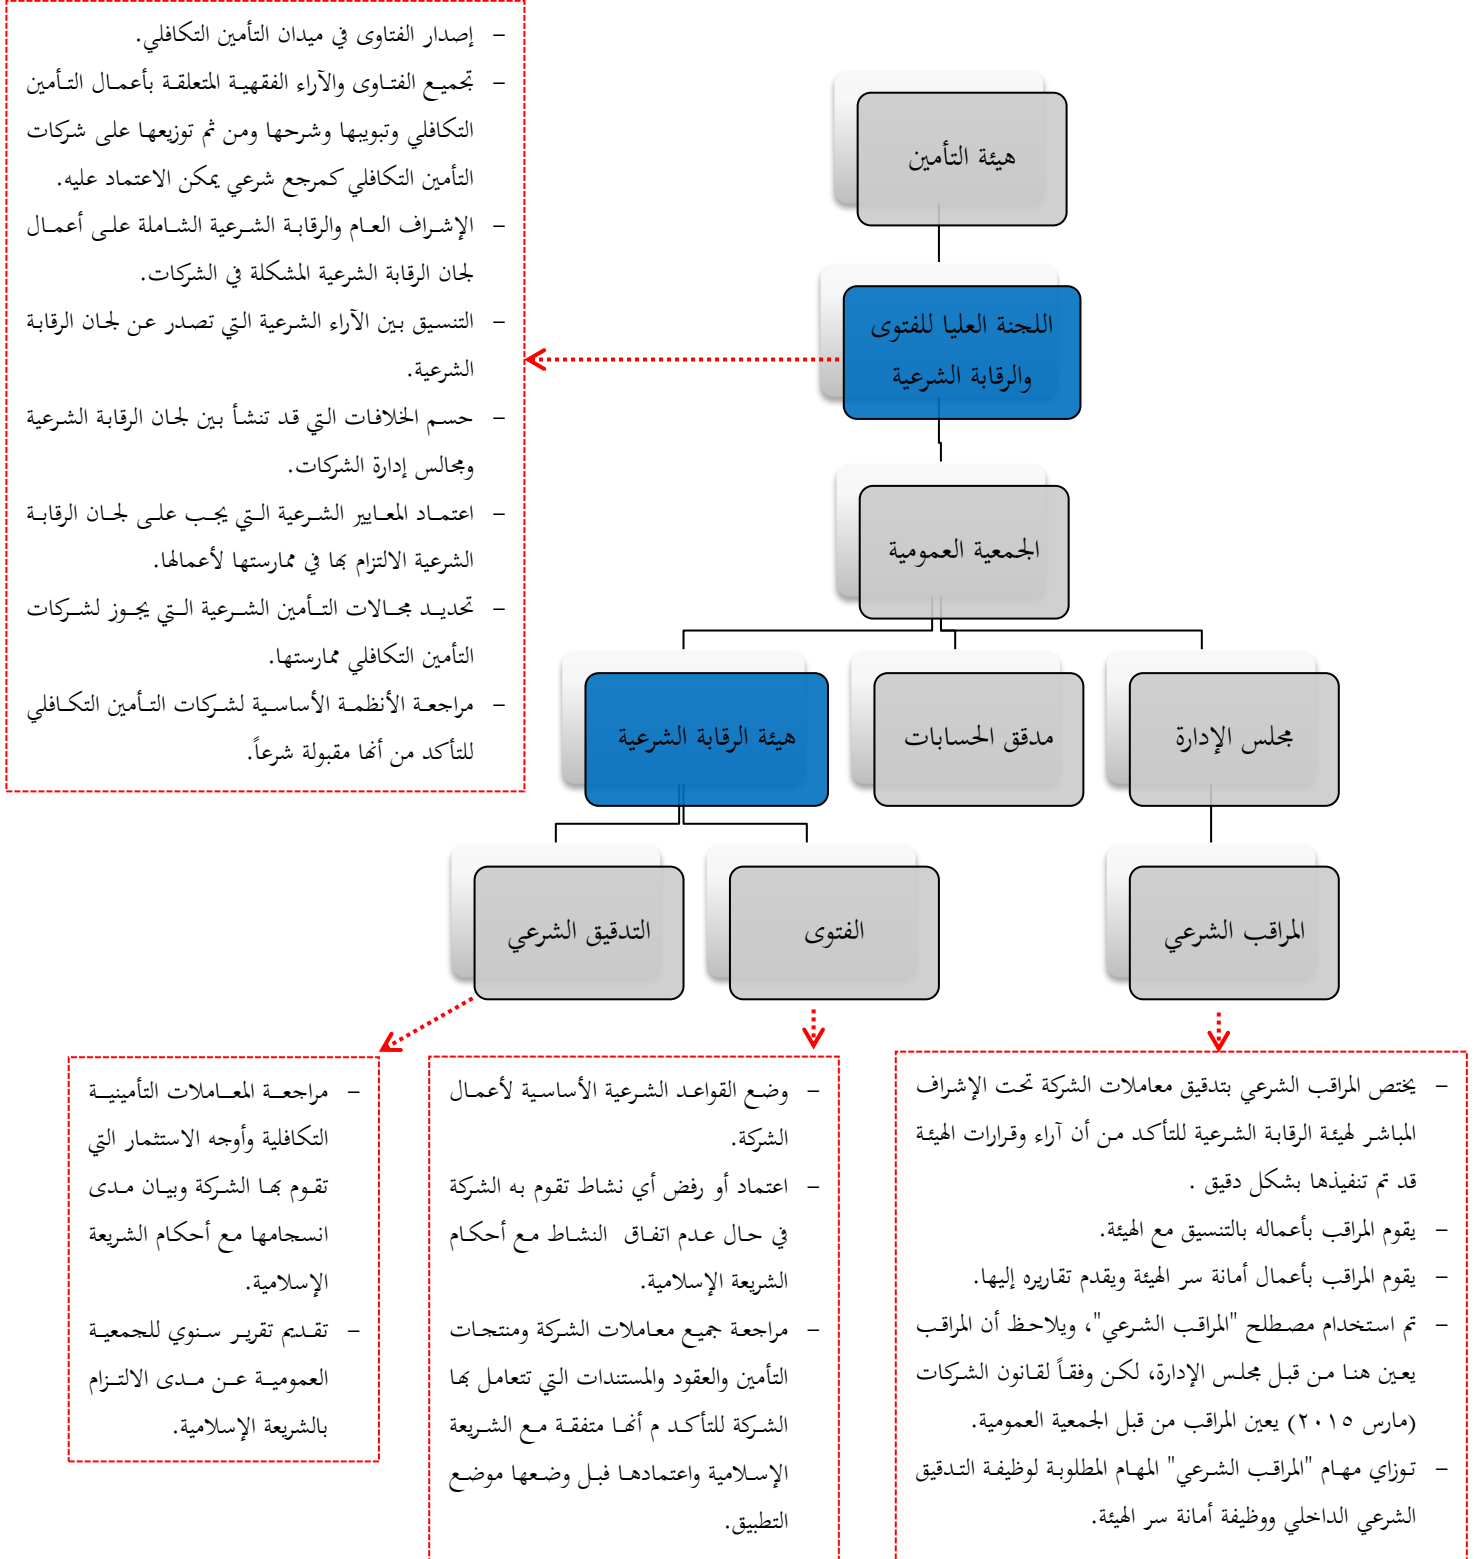 – إصدار الفتاوى في ميدان التأمين التكافلي.
– تجميع الفتاوى والآراء الفقهية المتعلقة بأعمال التأمين
التكافلي وتبويبها وشرحها ومن ثم توزيعها على شركات
التأمين التكافلي كمرجع شرعي يمكن الاعتماد عليه.
– الإشراف العام والرقابة الشرعية الشاملة على أعمال
لجان الرقابة الشرعية المشكلة في الشركات.
– التنسيق بين الآراء الشرعية التي تصدر عن لجان الرقابة
الشرعية.
– حسم الخلافات التي قد تنشأ بين لجان الرقابة الشرعية
ومجالس إدارة الشركات.
– اعتماد المعايير الشرعية التي يجب على لجان الرقابة
الشرعية الالتزام بها في ممارستها لأعمالها.
– تحديد مجالات التأمين الشرعية التي يجوز لشركات
التأمين التكافلي ممارستها.
– مراجعة الأنظمة الأساسية لشركات التأمين التكافلي
للتأكد من أنها مقبولة شرعاً.
هيئة التأمين
اللجنة العليا للفتوى
والرقابة الشرعية
الجمعية العمومية
مجلس الإدارة
مدقق الحسابات
هيئة الرقابة الشرعية
المراقب الشرعي
الفتوى
التدقيق الشرعي
– يختص المراقب الشرعي بتدقيق معاملات الشركة تحت الإشراف
المباشر لهيئة الرقابة الشرعية للتأكد من أن آراء وقرارات الهيئة
قد تم تنفيذها بشكل دقيق .
– يقوم المراقب بأعماله بالتنسيق مع الهيئة.
– يقوم المراقب بأعمال أمانة سر الهيئة ويقدم تقاريره إليها.
– تم استخدام مصطلح "المراقب الشرعي"، ويلاحظ أن المراقب
يعين هنا من قبل مجلس الإدارة، لكن وفقاً لقانون الشركات
(مارس ٢٠١٥) يعين المراقب من قبل الجمعية العمومية.
– توزاي مهام "المراقب الشرعي" المهام المطلوبة لوظيفة التدقيق
الشرعي الداخلي ووظيفة أمانة سر الهيئة.
– وضع القواعد الشرعية الأساسية لأعمال
الشركة.
– اعتماد أو رفض أي نشاط تقوم به الشركة
في حال عدم اتفاق النشاط مع أحكام
الشريعة الإسلامية.
– مراجعة جميع معاملات الشركة ومنتجات
التأمين والعقود والمستندات التي تتعامل بها
الشركة للتأكد م أنها متفقة مع الشريعة
الإسلامية واعتمادها قبل وضعها موضع
التطبيق.
– مراجعة المعاملات التأمينية
التكافلية وأوجه الاستثمار التي
تقوم بها الشركة وبيان مدى
انسجامها مع أحكام الشريعة
الإسلامية.
– تقديم تقرير سنوي للجمعية
العمومية عن مدى الالتزام
بالشريعة الإسلامية.